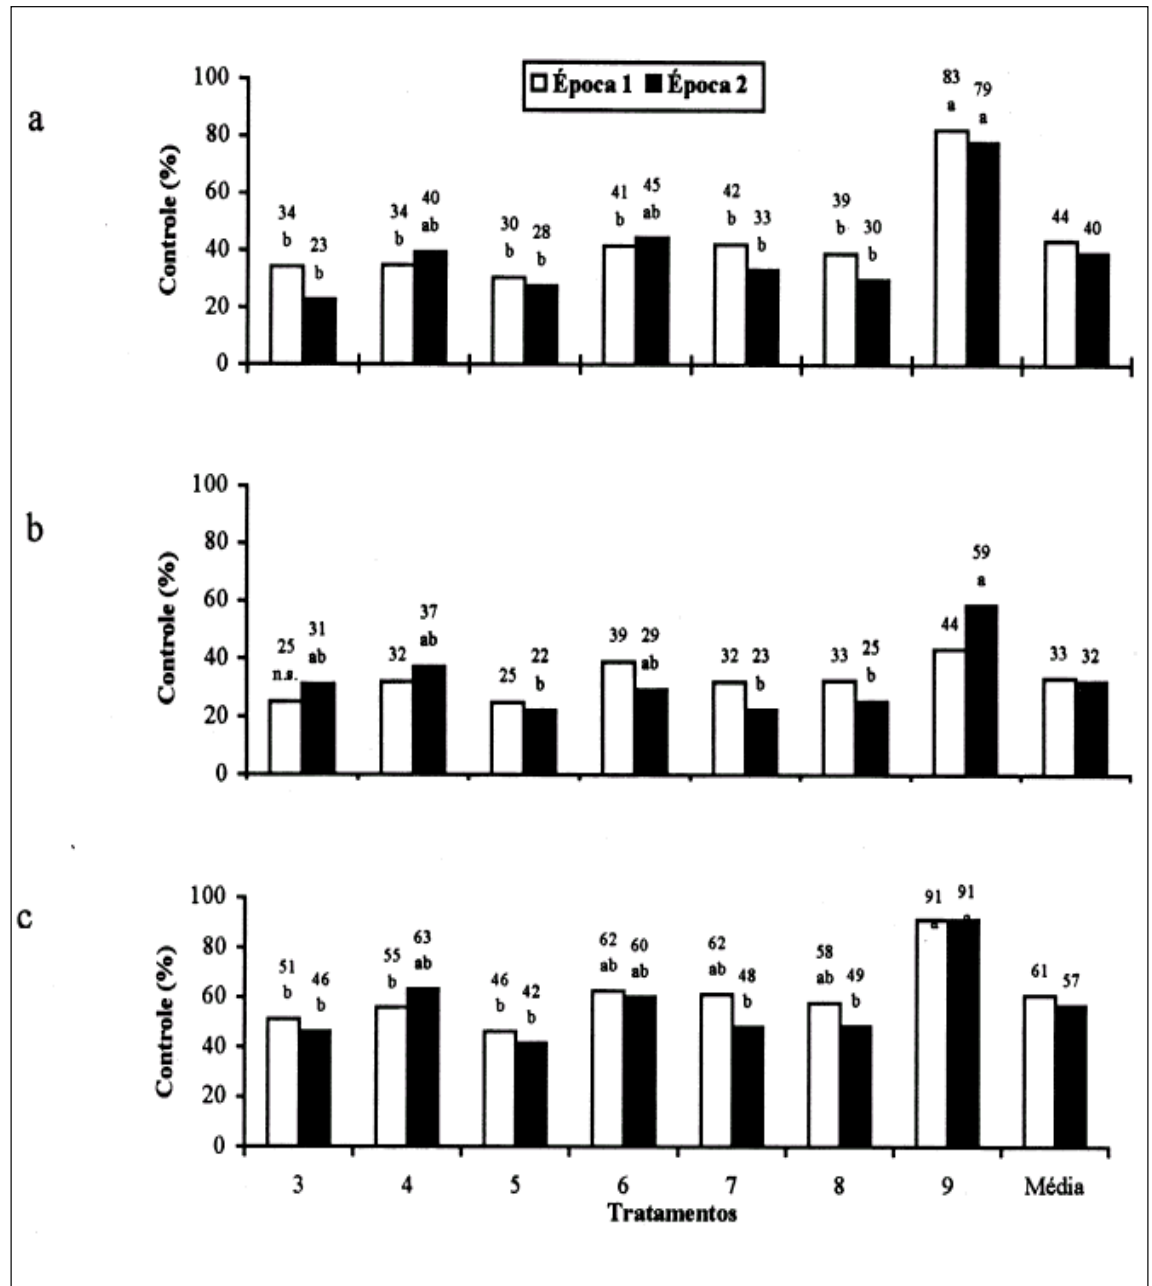 a
Época 1 Época 2
Controle (%)
100
80
60
40
20
0
34 23 34 40 30 28 41 45 42 33 39 30 83 79 44 40
b b b ab b b b ab b b b b a a
b
Controle (%)
100
80
60
40
20
0
25 31 32 37 25 22 39 29 32 23 33 25 44 59 33 32
n.s. ab ab b ab b b a
c
Controle (%)
100
80
60
40
20
0
51 46 55 63 46 42 62 60 62 48 58 49 91 91 61 57
b b b ab b b ab ab ab b ab b
3 4 5 6 7 8 9 Média
Tratamentos